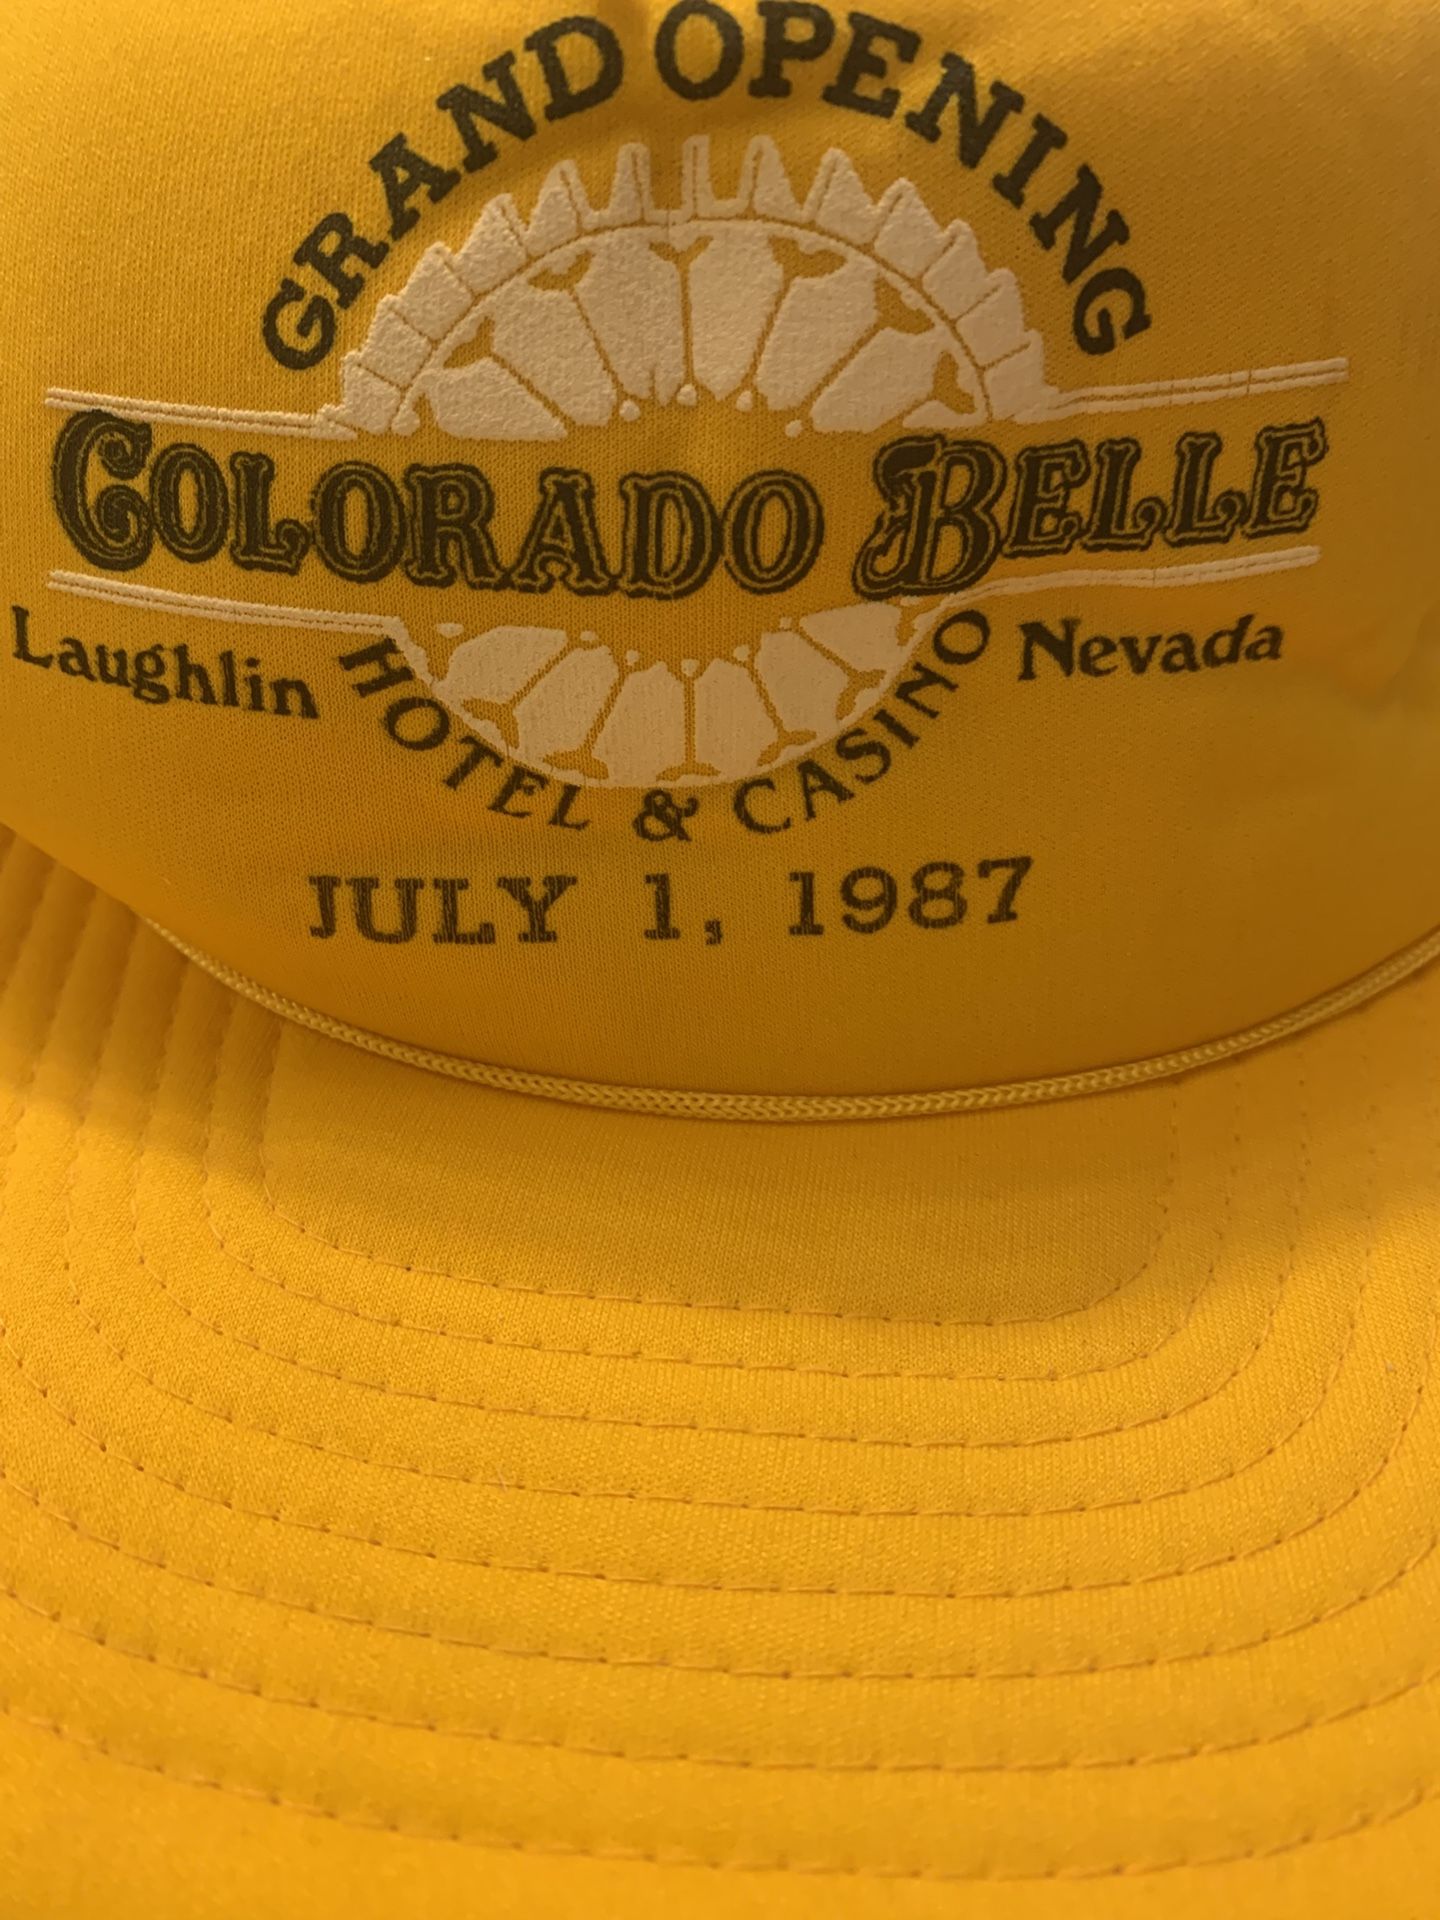 GRAND OPENING
COLORADO BELLE
Laughlin Nevada
HOTEL & CASINO
JULY 1, 1987